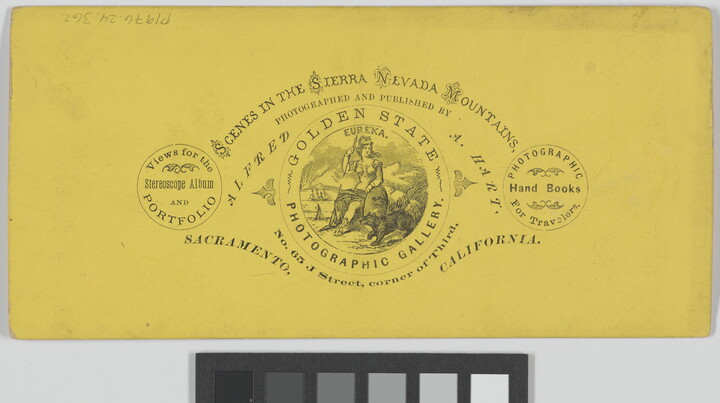 P1976.24.362
SCENES IN THE SIERRA NEVADA MOUNTAINS,
PHOTOGRAPHED AND PUBLISHED BY
ALFRED A. HART,
GOLDEN STATE
EUREKA.
PHOTOGRAPHIC GALLERY.
No. 65 J Street, corner of Third,
SACRAMENTO, CALIFORNIA.
Views for the
Stereoscope Album
AND
PORTFOLIO
PHOTOGRAPHIC
Hand Books
For Travelers.